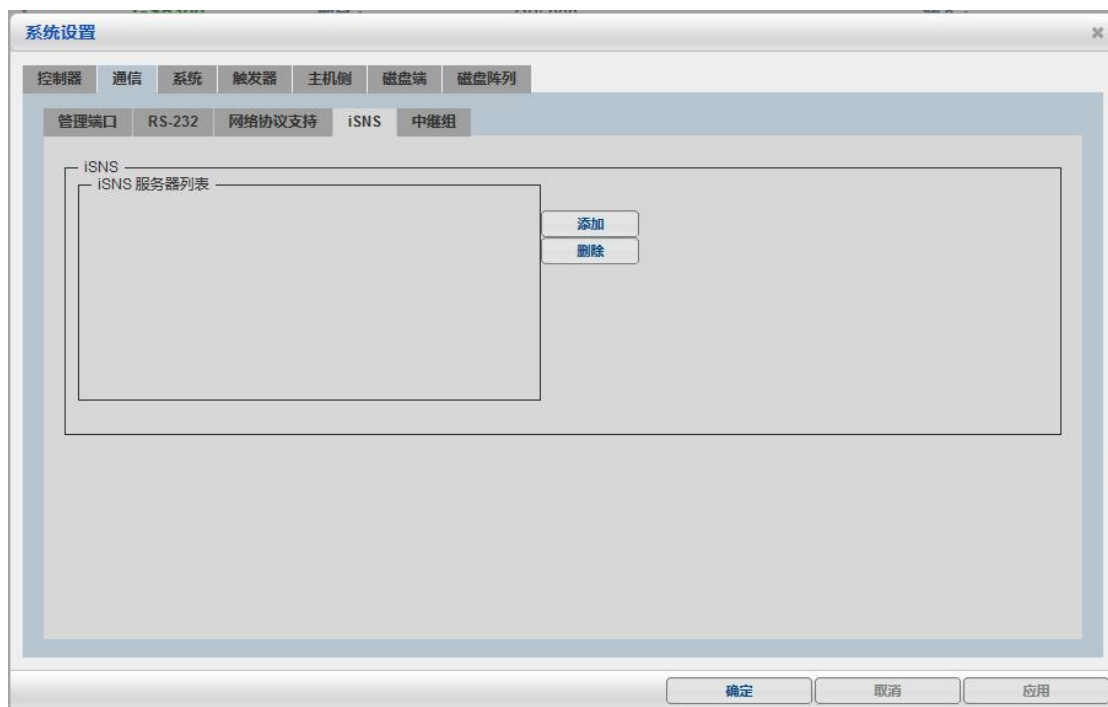 系统设置
控制器 通信 系统 触发器 主机侧 磁盘端 磁盘阵列
管理端口 RS-232 网络协议支持 iSNS 中继组
iSNS
iSNS 服务器列表
添加
删除
确定 取消 应用